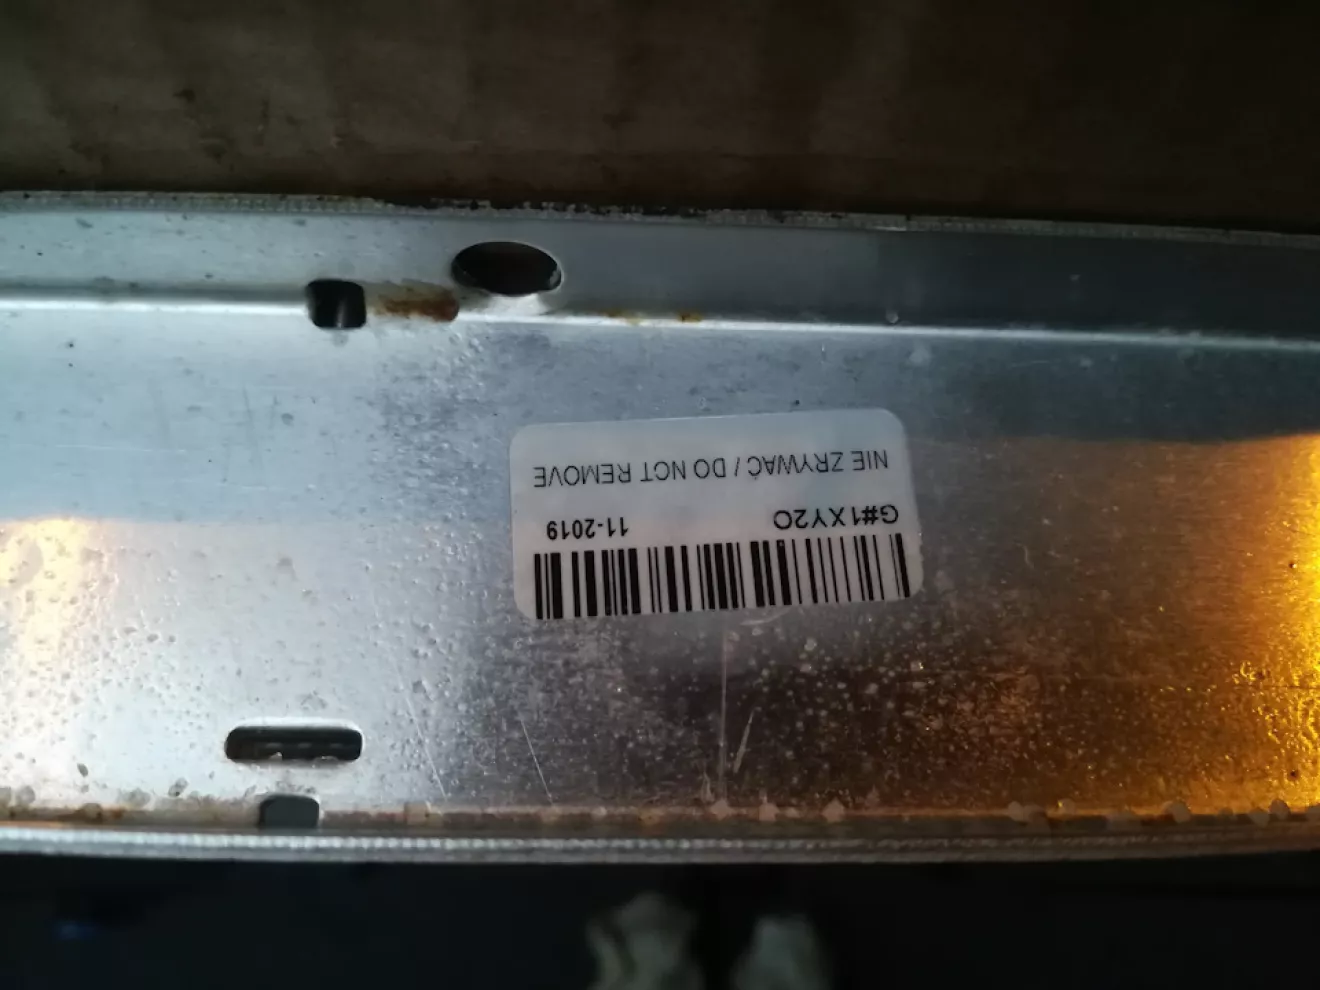 G#1XY2O 11-2019
NIE ZRYWAĆ / DO NOT REMOVE